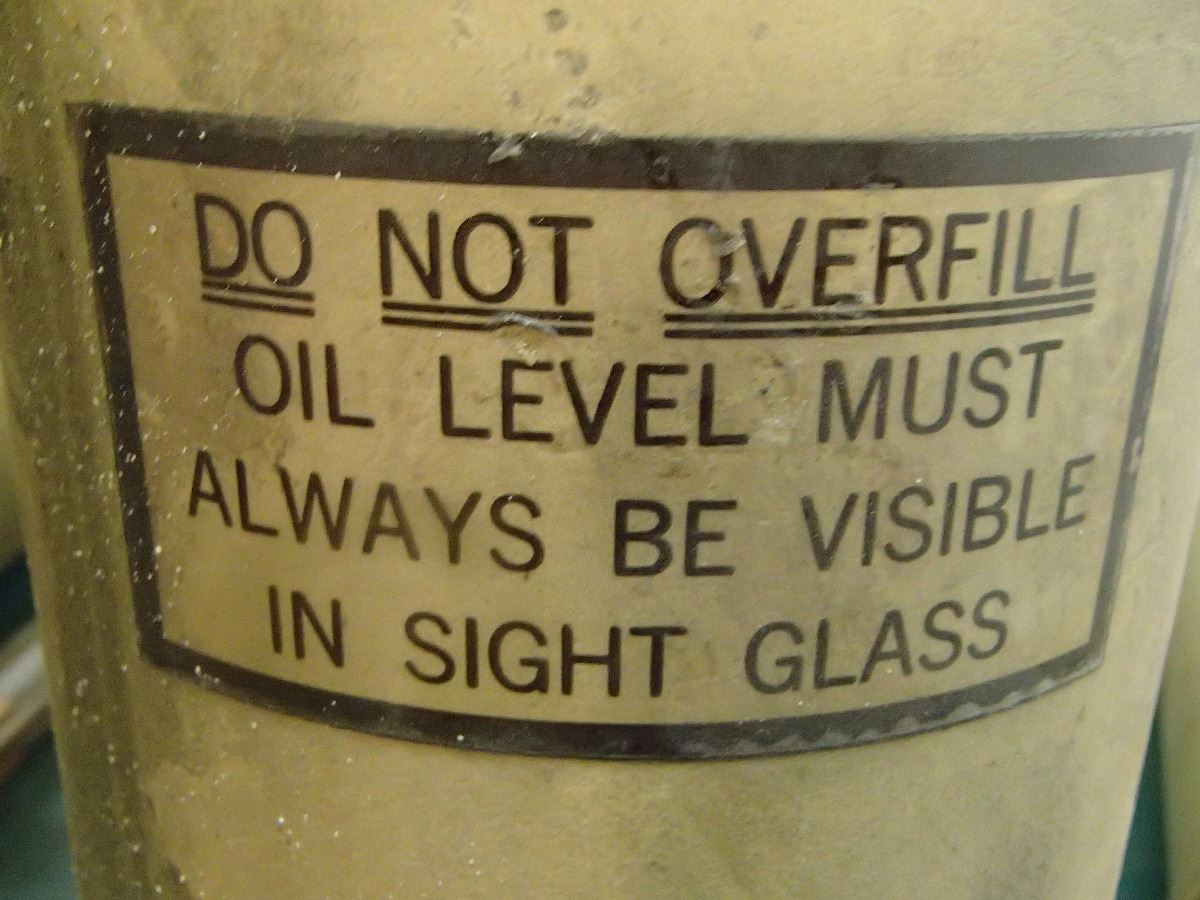 DO NOT OVERFILL
OIL LEVEL MUST
ALWAYS BE VISIBLE
IN SIGHT GLASS